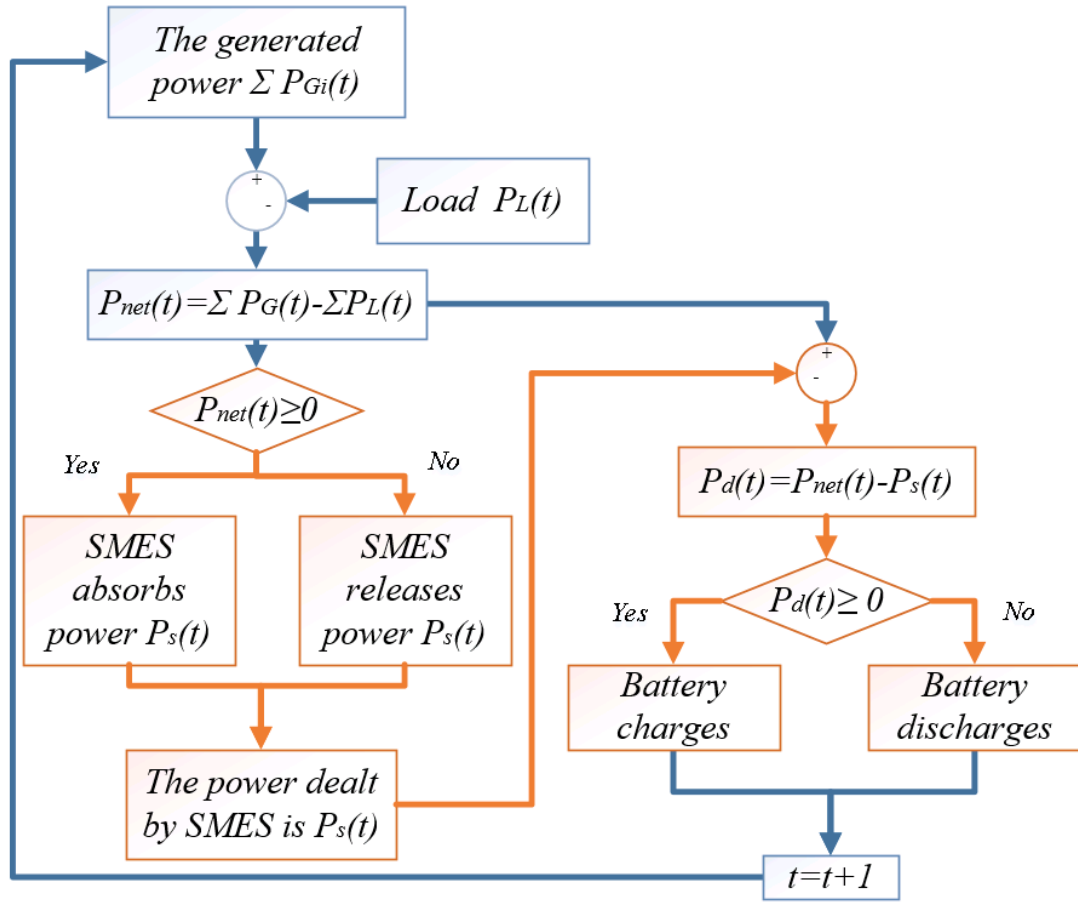 The generated
power Σ PGi(t)
+
-
Load PL(t)
Pnet(t)=Σ PG(t)-ΣPL(t)
+
-
Pnet(t)≥0
Yes
No
Pd(t)=Pnet(t)-Ps(t)
SMES
absorbs
power Ps(t)
SMES
releases
power Ps(t)
Pd(t)≥ 0
Yes
No
Battery
charges
Battery
discharges
The power dealt
by SMES is Ps(t)
t=t+1